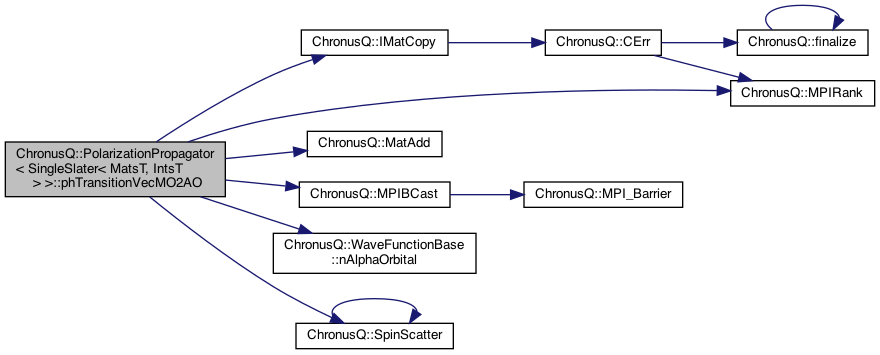 ChronusQ::IMatCopy
ChronusQ::CErr
ChronusQ::finalize
ChronusQ::MPIRank
ChronusQ::PolarizationPropagator
< SingleSlater< MatsT, IntsT
> >::phTransitionVecMO2AO
ChronusQ::MatAdd
ChronusQ::MPIBCast
ChronusQ::MPI_Barrier
ChronusQ::WaveFunctionBase
::nAlphaOrbital
ChronusQ::SpinScatter